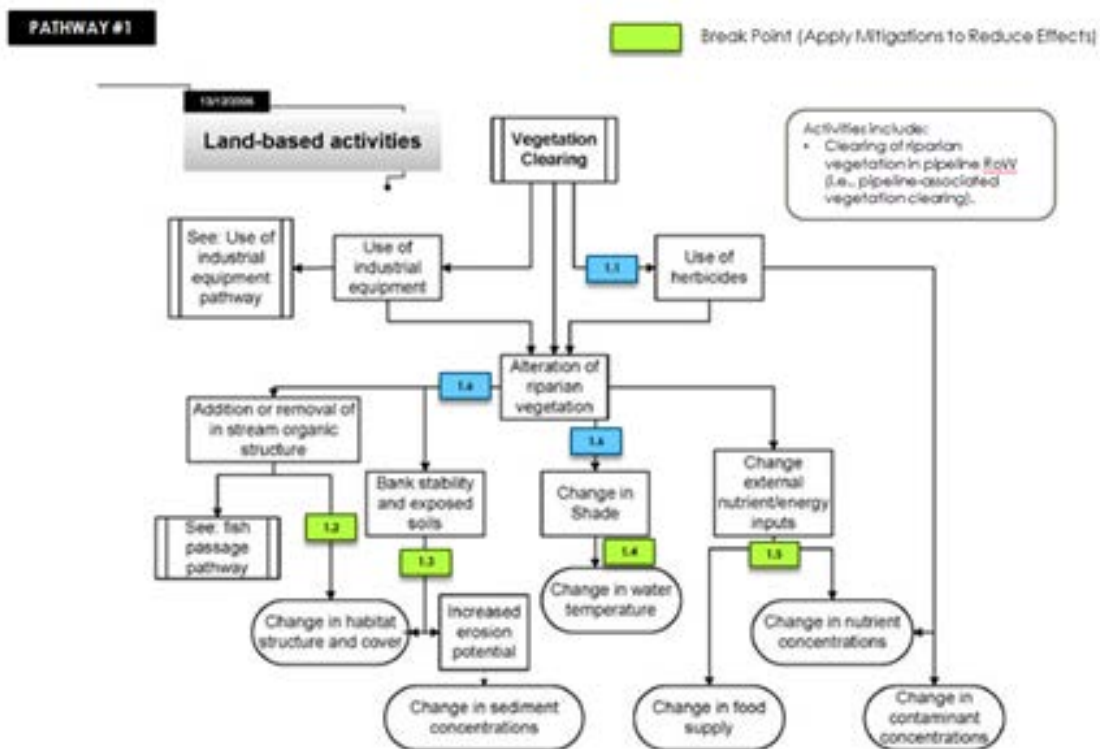 PATHWAY #1
Break Point (Apply Mitigations to Reduce Effects)
Land-based activities
Vegetation
Clearing
Activities include:
• Clearing of riparian
vegetation in pipeline RoW
(i.e., pipeline-associated
vegetation clearing).
See: Use of
industrial
equipment
pathway
Use of
industrial
equipment
1.1
Use of
herbicides
Alteration of
riparian
vegetation
Addition or removal of
in stream organic
structure
Bank stability
and exposed
soils
Change in
Shade
Change
external
nutrient/energy
inputs
See: fish
passage
pathway
1.2
1.3
1.4
1.5
Change in habitat
structure and cover
Increased
erosion
potential
Change in water
temperature
Change in nutrient
concentrations
Change in sediment
concentrations
Change in food
supply
Change in
contaminant
concentrations